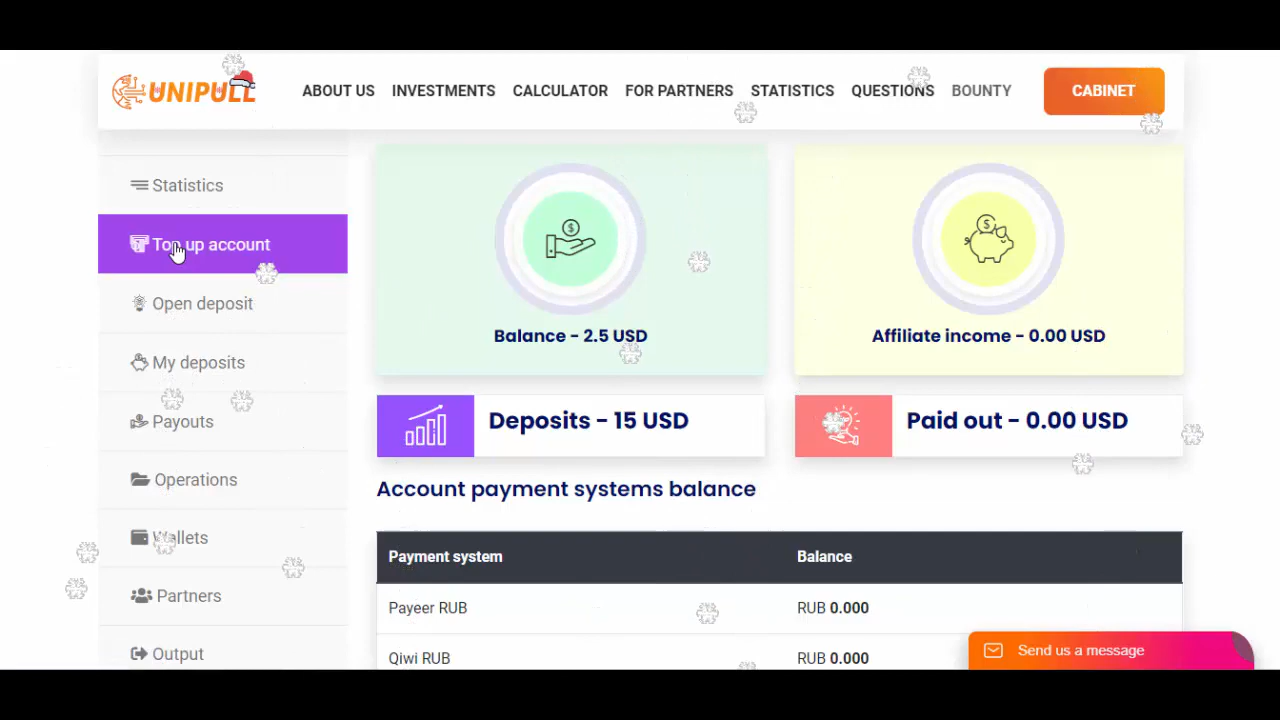 UNIPULL
ABOUT US INVESTMENTS CALCULATOR FOR PARTNERS STATISTICS QUESTIONS BOUNTY CABINET
Statistics
Top up account
Open deposit
My deposits
Payouts
Operations
Wallets
Partners
Output
Balance - 2.5 USD
Affiliate income - 0.00 USD
Deposits - 15 USD
Paid out - 0.00 USD
Account payment systems balance
Payment system Balance
Payeer RUB RUB 0.000
Qiwi RUB RUB 0.000
Send us a message